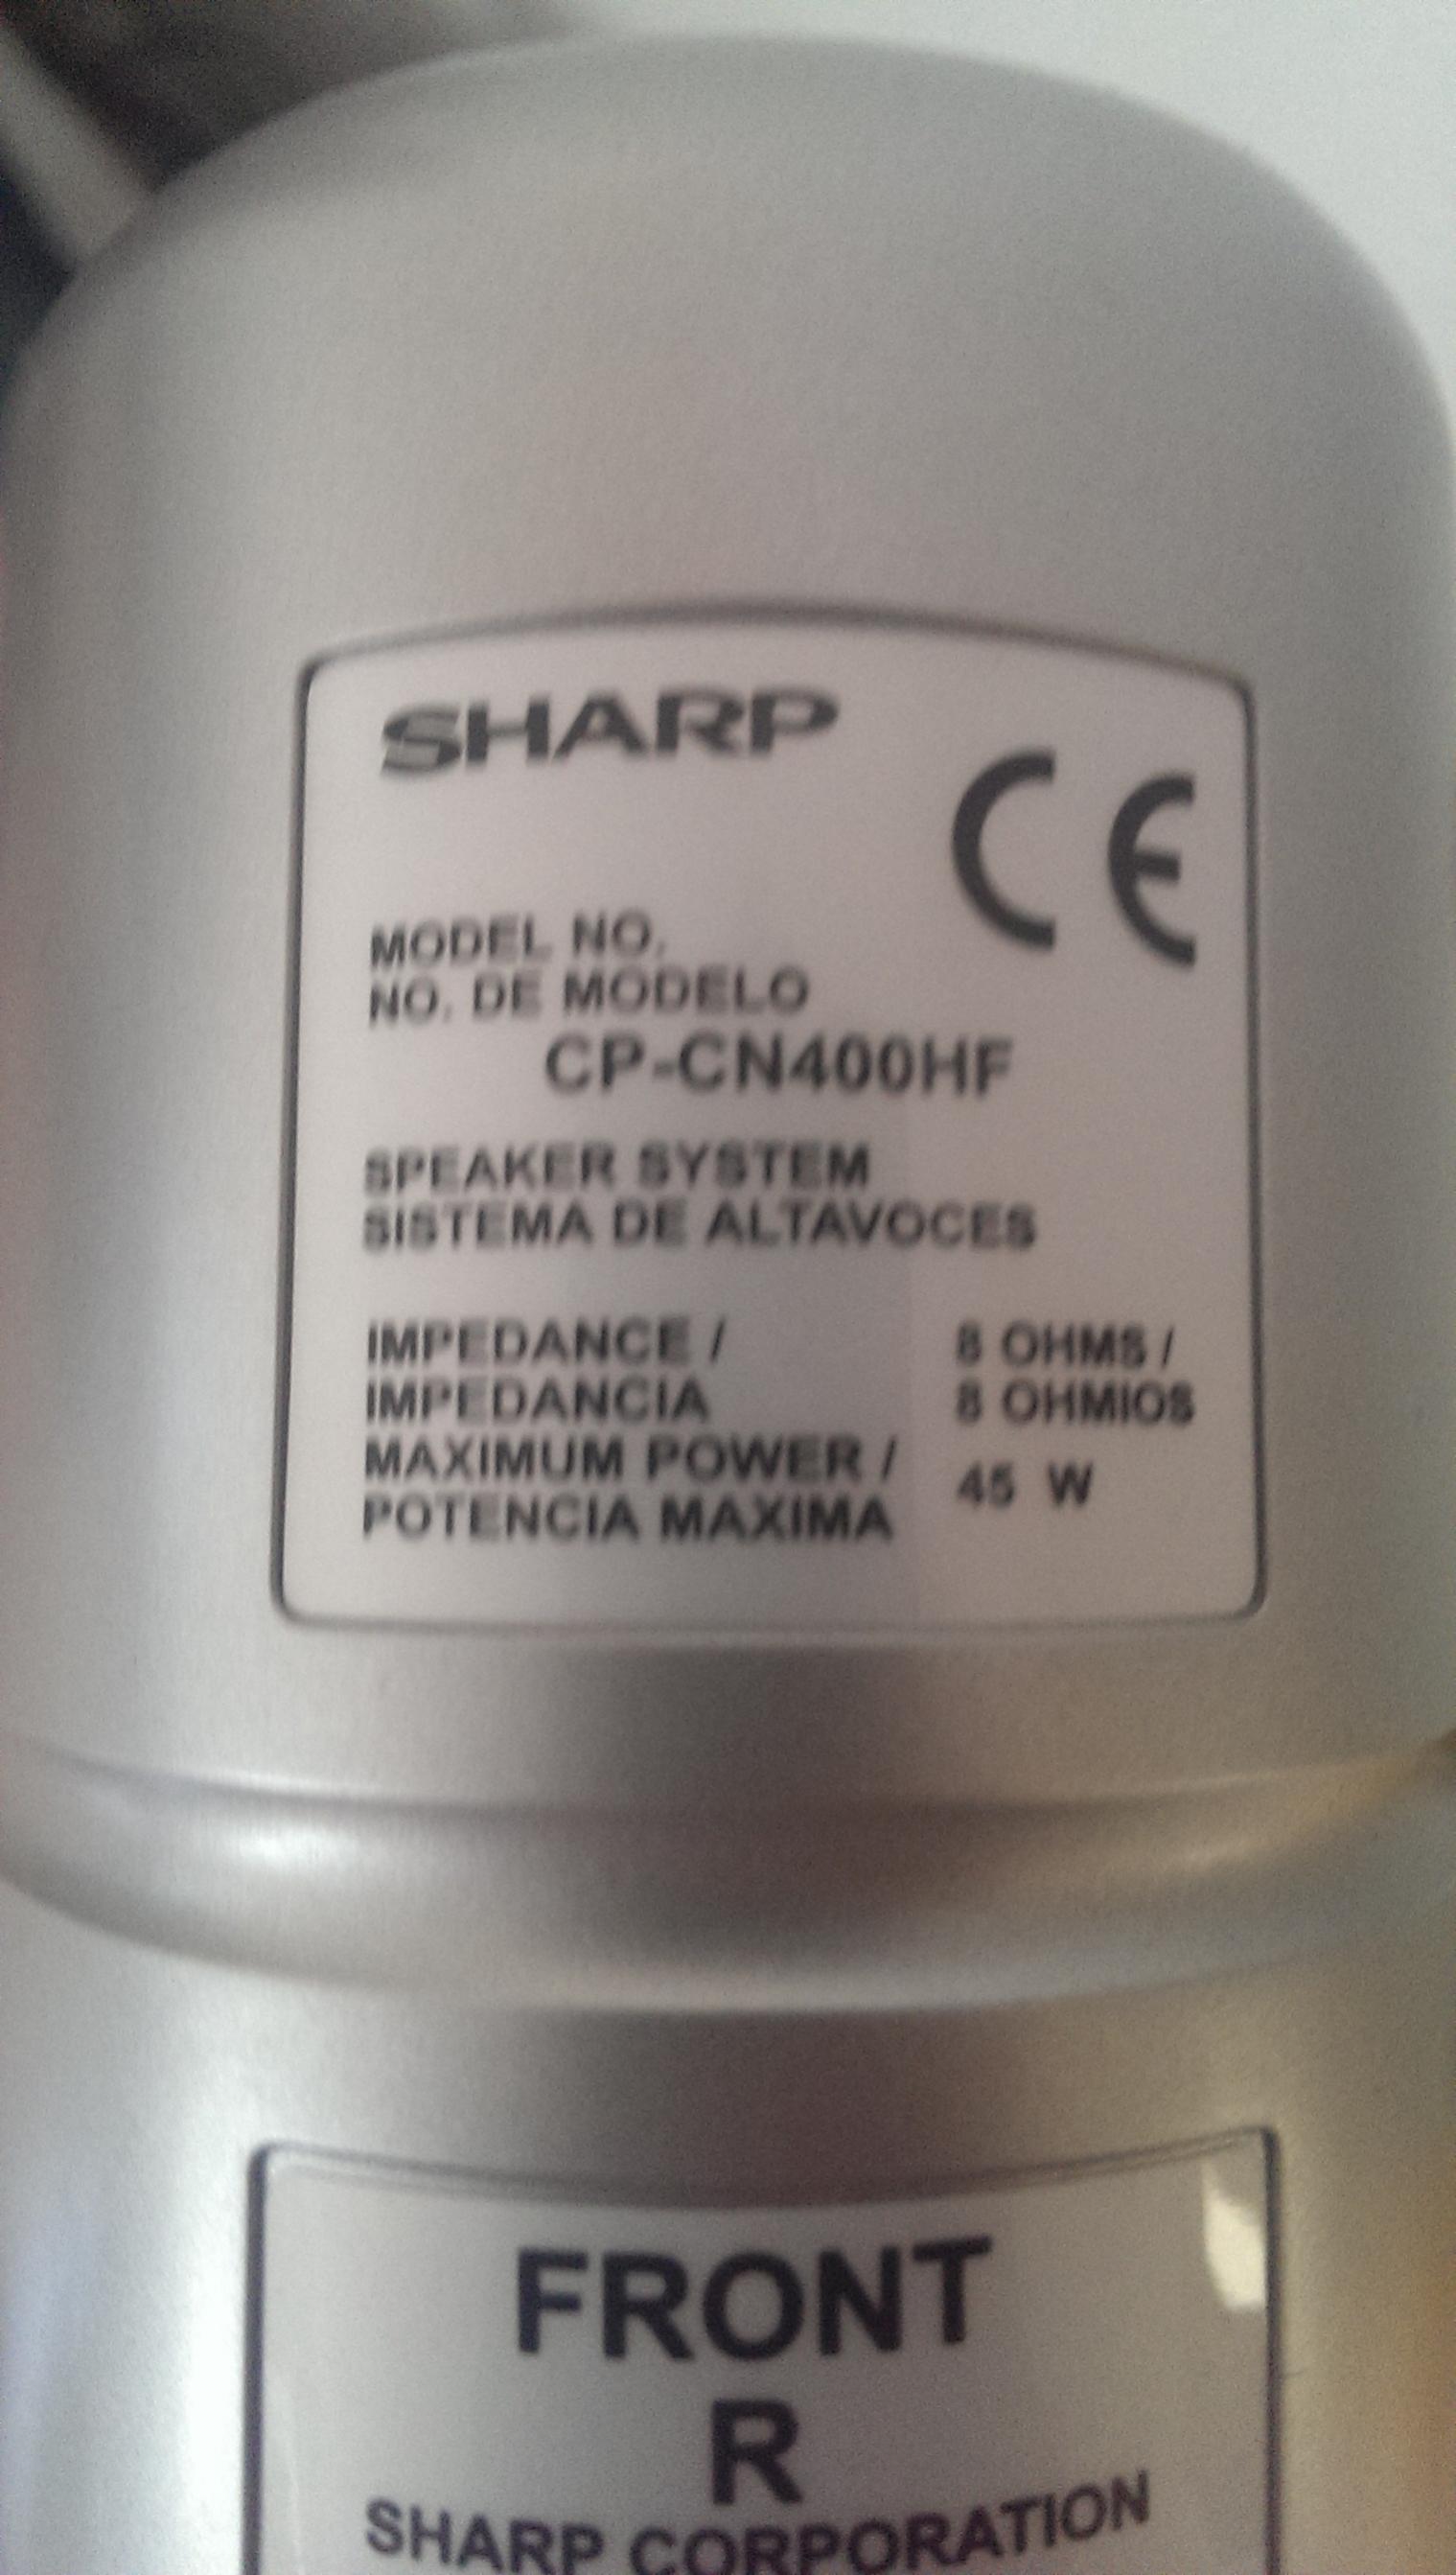 SHARP
CE
MODEL NO.
NO. DE MODELO
CP-CN400HF
SPEAKER SYSTEM
SISTEMA DE ALTAVOCES
IMPEDANCE / 8 OHMS /
IMPEDANCIA 8 OHMIOS
MAXIMUM POWER / 45 W
POTENCIA MAXIMA
FRONT
R
SHARP CORPORATION